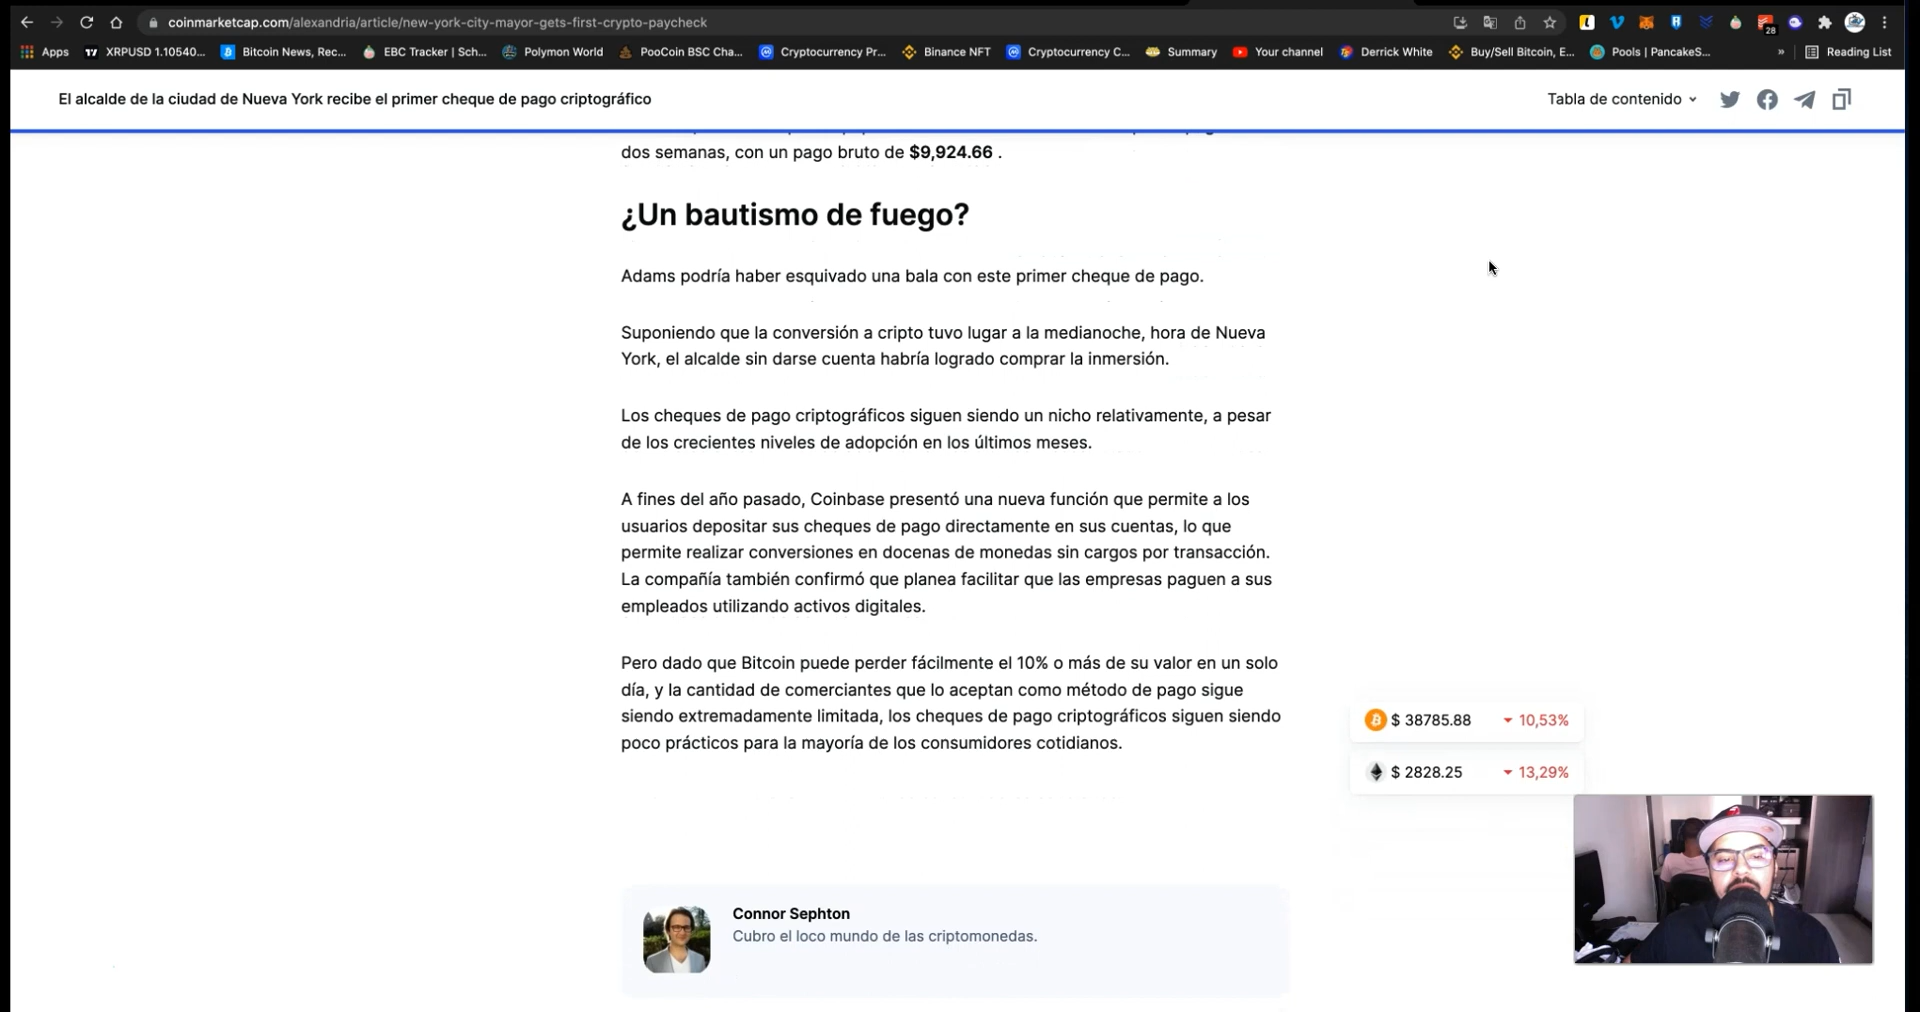 coinmarketcap.com/alexandria/article/new-york-city-mayor-gets-first-crypto-paycheck
28
Apps
XRPUSD 1.10540...
Bitcoin News, Rec...
EBC Tracker | Sch...
Polymon World
PooCoin BSC Cha...
Cryptocurrency Pr...
Binance NFT
Cryptocurrency C...
Summary
Your channel
Derrick White
Buy/Sell Bitcoin, E...
Pools | PancakeS...
»
Reading List
El alcalde de la ciudad de Nueva York recibe el primer cheque de pago criptográfico
Tabla de contenido
dos semanas, con un pago bruto de $9,924.66 .
¿Un bautismo de fuego?
Adams podría haber esquivado una bala con este primer cheque de pago.
Suponiendo que la conversión a cripto tuvo lugar a la medianoche, hora de Nueva
York, el alcalde sin darse cuenta habría logrado comprar la inmersión.
Los cheques de pago criptográficos siguen siendo un nicho relativamente, a pesar
de los crecientes niveles de adopción en los últimos meses.
A fines del año pasado, Coinbase presentó una nueva función que permite a los
usuarios depositar sus cheques de pago directamente en sus cuentas, lo que
permite realizar conversiones en docenas de monedas sin cargos por transacción.
La compañía también confirmó que planea facilitar que las empresas paguen a sus
empleados utilizando activos digitales.
Pero dado que Bitcoin puede perder fácilmente el 10% o más de su valor en un solo
día, y la cantidad de comerciantes que lo aceptan como método de pago sigue
siendo extremadamente limitada, los cheques de pago criptográficos siguen siendo
poco prácticos para la mayoría de los consumidores cotidianos.
$ 38785.88 10,53%
$ 2828.25 13,29%
Connor Sephton
Cubro el loco mundo de las criptomonedas.